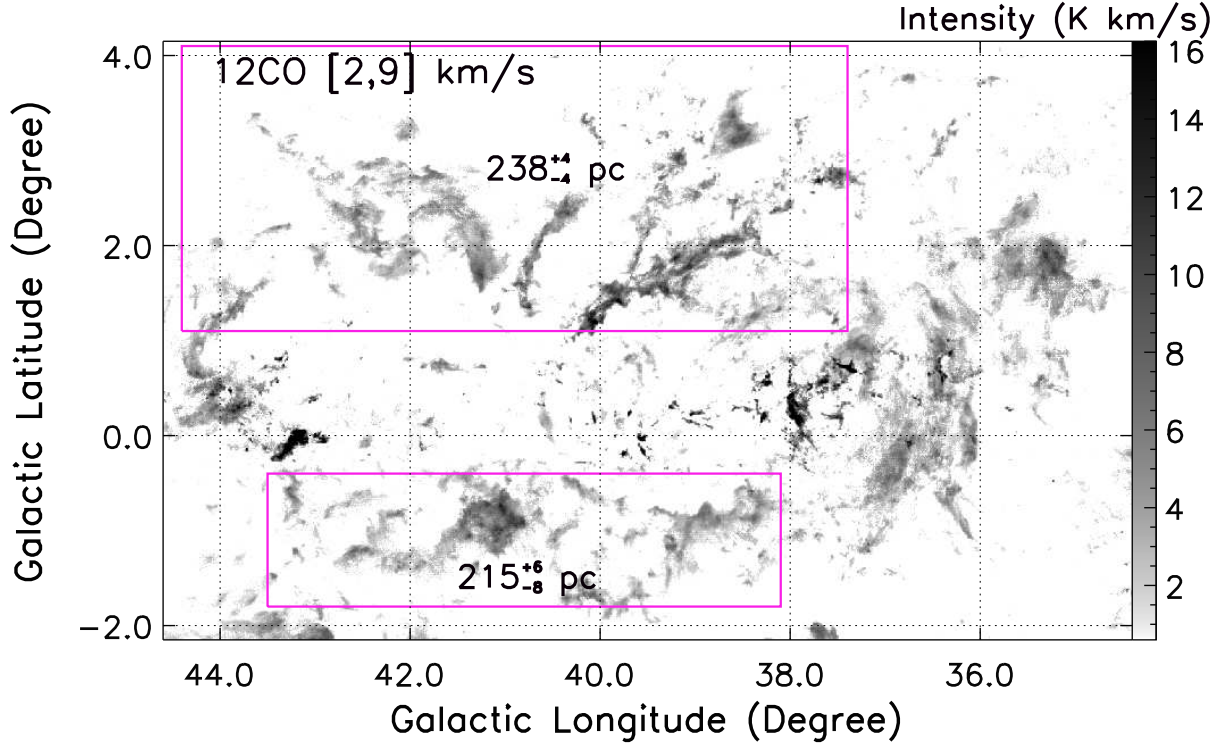 Intensity (K km/s)
4.0
12CO [2,9] km/s
16
14
238+4−4 pc
12
2.0
10
8
6
0.0
4
215+6−8 pc
2
−2.0
44.0 42.0 40.0 38.0 36.0
Galactic Longitude (Degree)
Galactic Latitude (Degree)